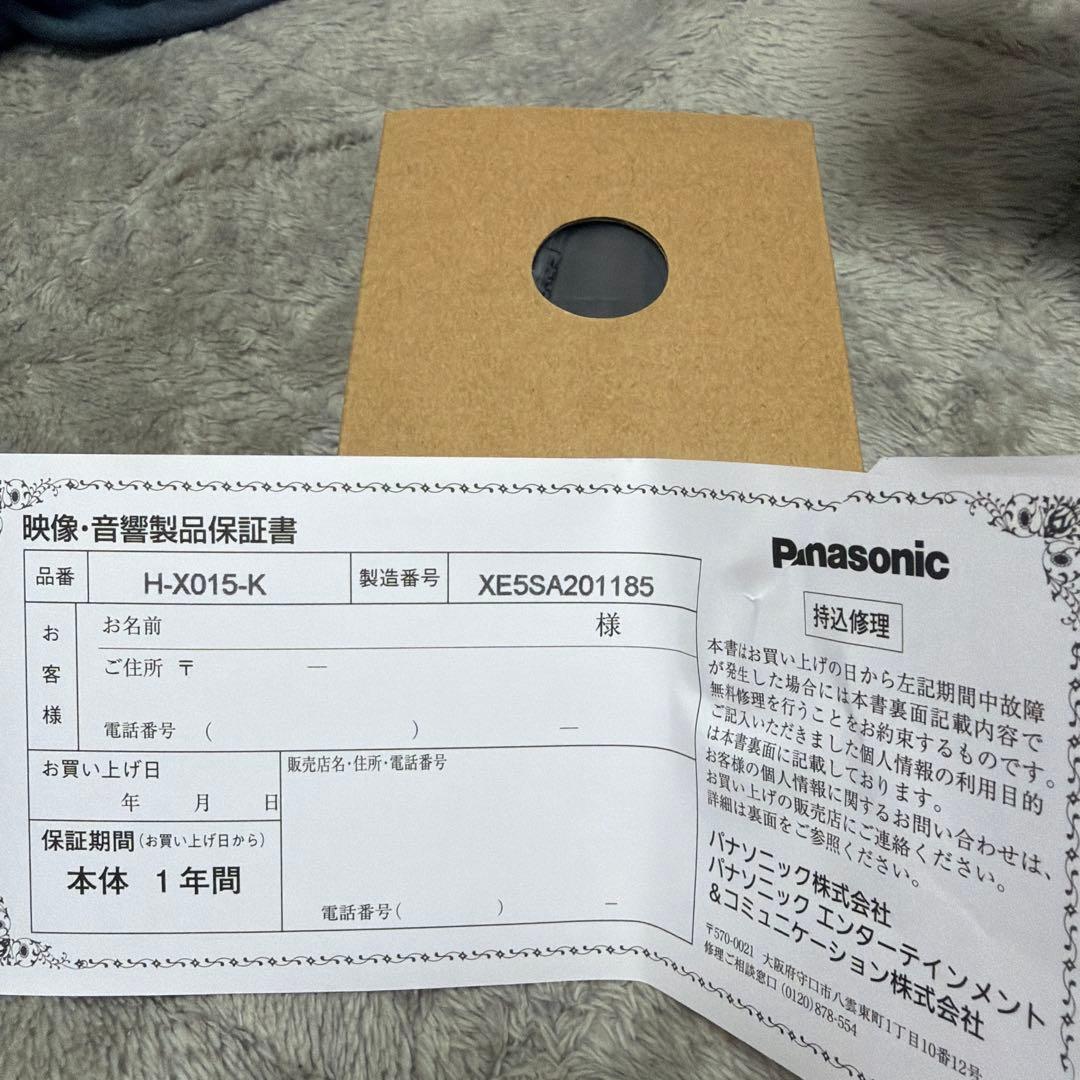 映像・音響製品保証書
品番 H-X015-K 製造番号 XE5SA201185
お客様
お名前 様
ご住所 〒 ―
電話番号 ( ) ―
お買い上げ日
年 月 日
保証期間(お買い上げ日から)
本体 1年間
販売店名・住所・電話番号
電話番号( ) ―
Panasonic
持込修理
本書はお買い上げの日から左記期間中故障
が発生した場合には本書裏面記載内容で
無料修理を行うことをお約束するものです。
ご記入いただきました個人情報の利用目的
は本書裏面に記載しております。
お客様の個人情報に関するお問い合わせは、
お買い上げの販売店にご連絡ください。
詳細は裏面をご参照ください。
パナソニック株式会社
パナソニック エンターテインメント
&コミュニケーション株式会社
〒570-0021 大阪府守口市八雲東町1丁目10番12号
修理ご相談窓口 (0120)878-554